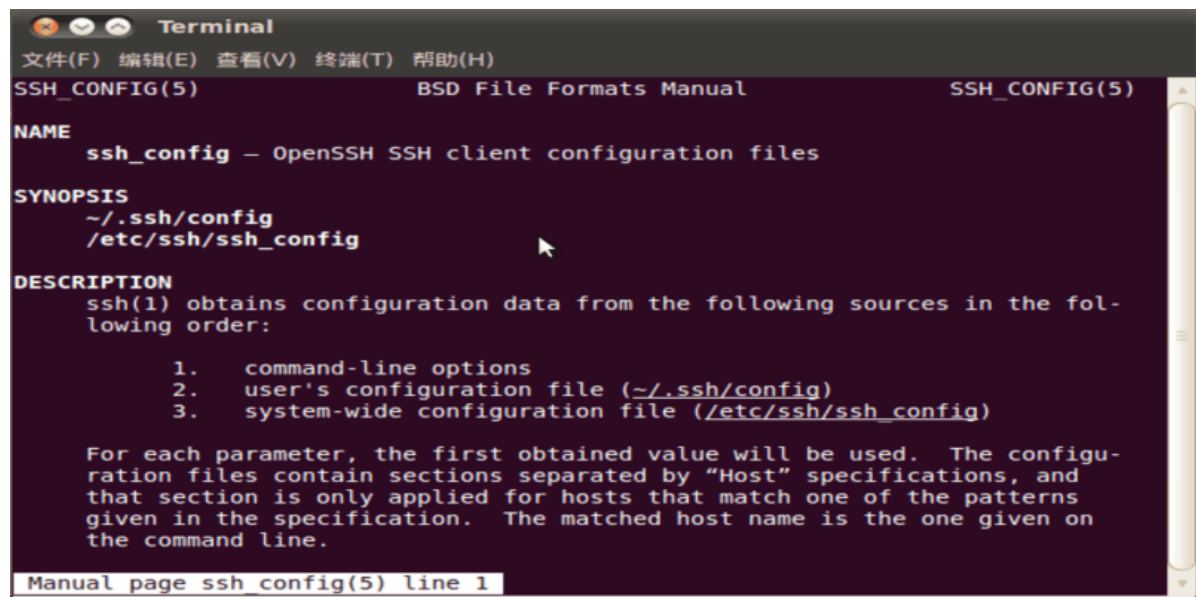 Terminal
文件(F) 编辑(E) 查看(V) 终端(T) 帮助(H)
SSH_CONFIG(5) BSD File Formats Manual SSH_CONFIG(5)
NAME
ssh_config — OpenSSH SSH client configuration files
SYNOPSIS
~/.ssh/config
/etc/ssh/ssh_config
DESCRIPTION
ssh(1) obtains configuration data from the following sources in the fol-
lowing order:
1. command-line options
2. user's configuration file (~/.ssh/config)
3. system-wide configuration file (/etc/ssh/ssh_config)
For each parameter, the first obtained value will be used. The configu-
ration files contain sections separated by “Host” specifications, and
that section is only applied for hosts that match one of the patterns
given in the specification. The matched host name is the one given on
the command line.
Manual page ssh_config(5) line 1